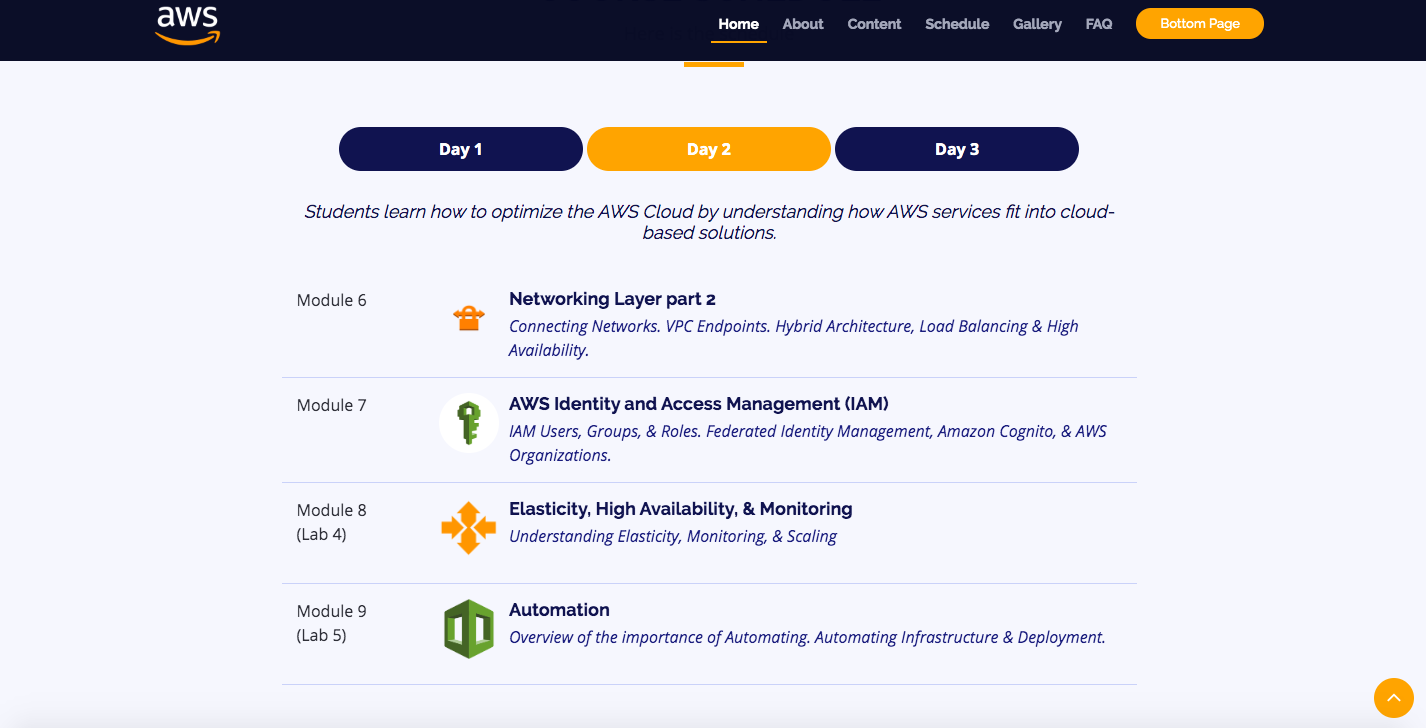 aws
Home About Content Schedule Gallery FAQ Bottom Page
Day 1 Day 2 Day 3
Students learn how to optimize the AWS Cloud by understanding how AWS services fit into cloud-
based solutions.
Module 6
Networking Layer part 2
Connecting Networks. VPC Endpoints. Hybrid Architecture, Load Balancing & High
Availability.
Module 7
AWS Identity and Access Management (IAM)
IAM Users, Groups, & Roles. Federated Identity Management, Amazon Cognito, & AWS
Organizations.
Module 8
(Lab 4)
Elasticity, High Availability, & Monitoring
Understanding Elasticity, Monitoring, & Scaling
Module 9
(Lab 5)
Automation
Overview of the importance of Automating. Automating Infrastructure & Deployment.